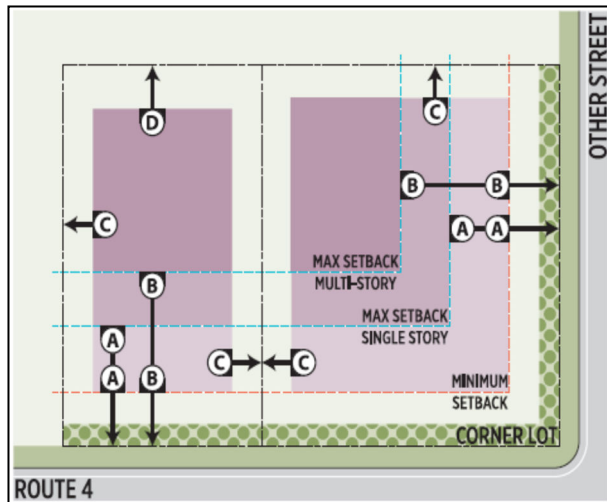 OTHER STREET
D
C
B
B
C
A
A
MAX SETBACK
MULTI-STORY
B
MAX SETBACK
SINGLE STORY
A
C
C
A
B
MINIMUM
SETBACK
CORNER LOT
ROUTE 4